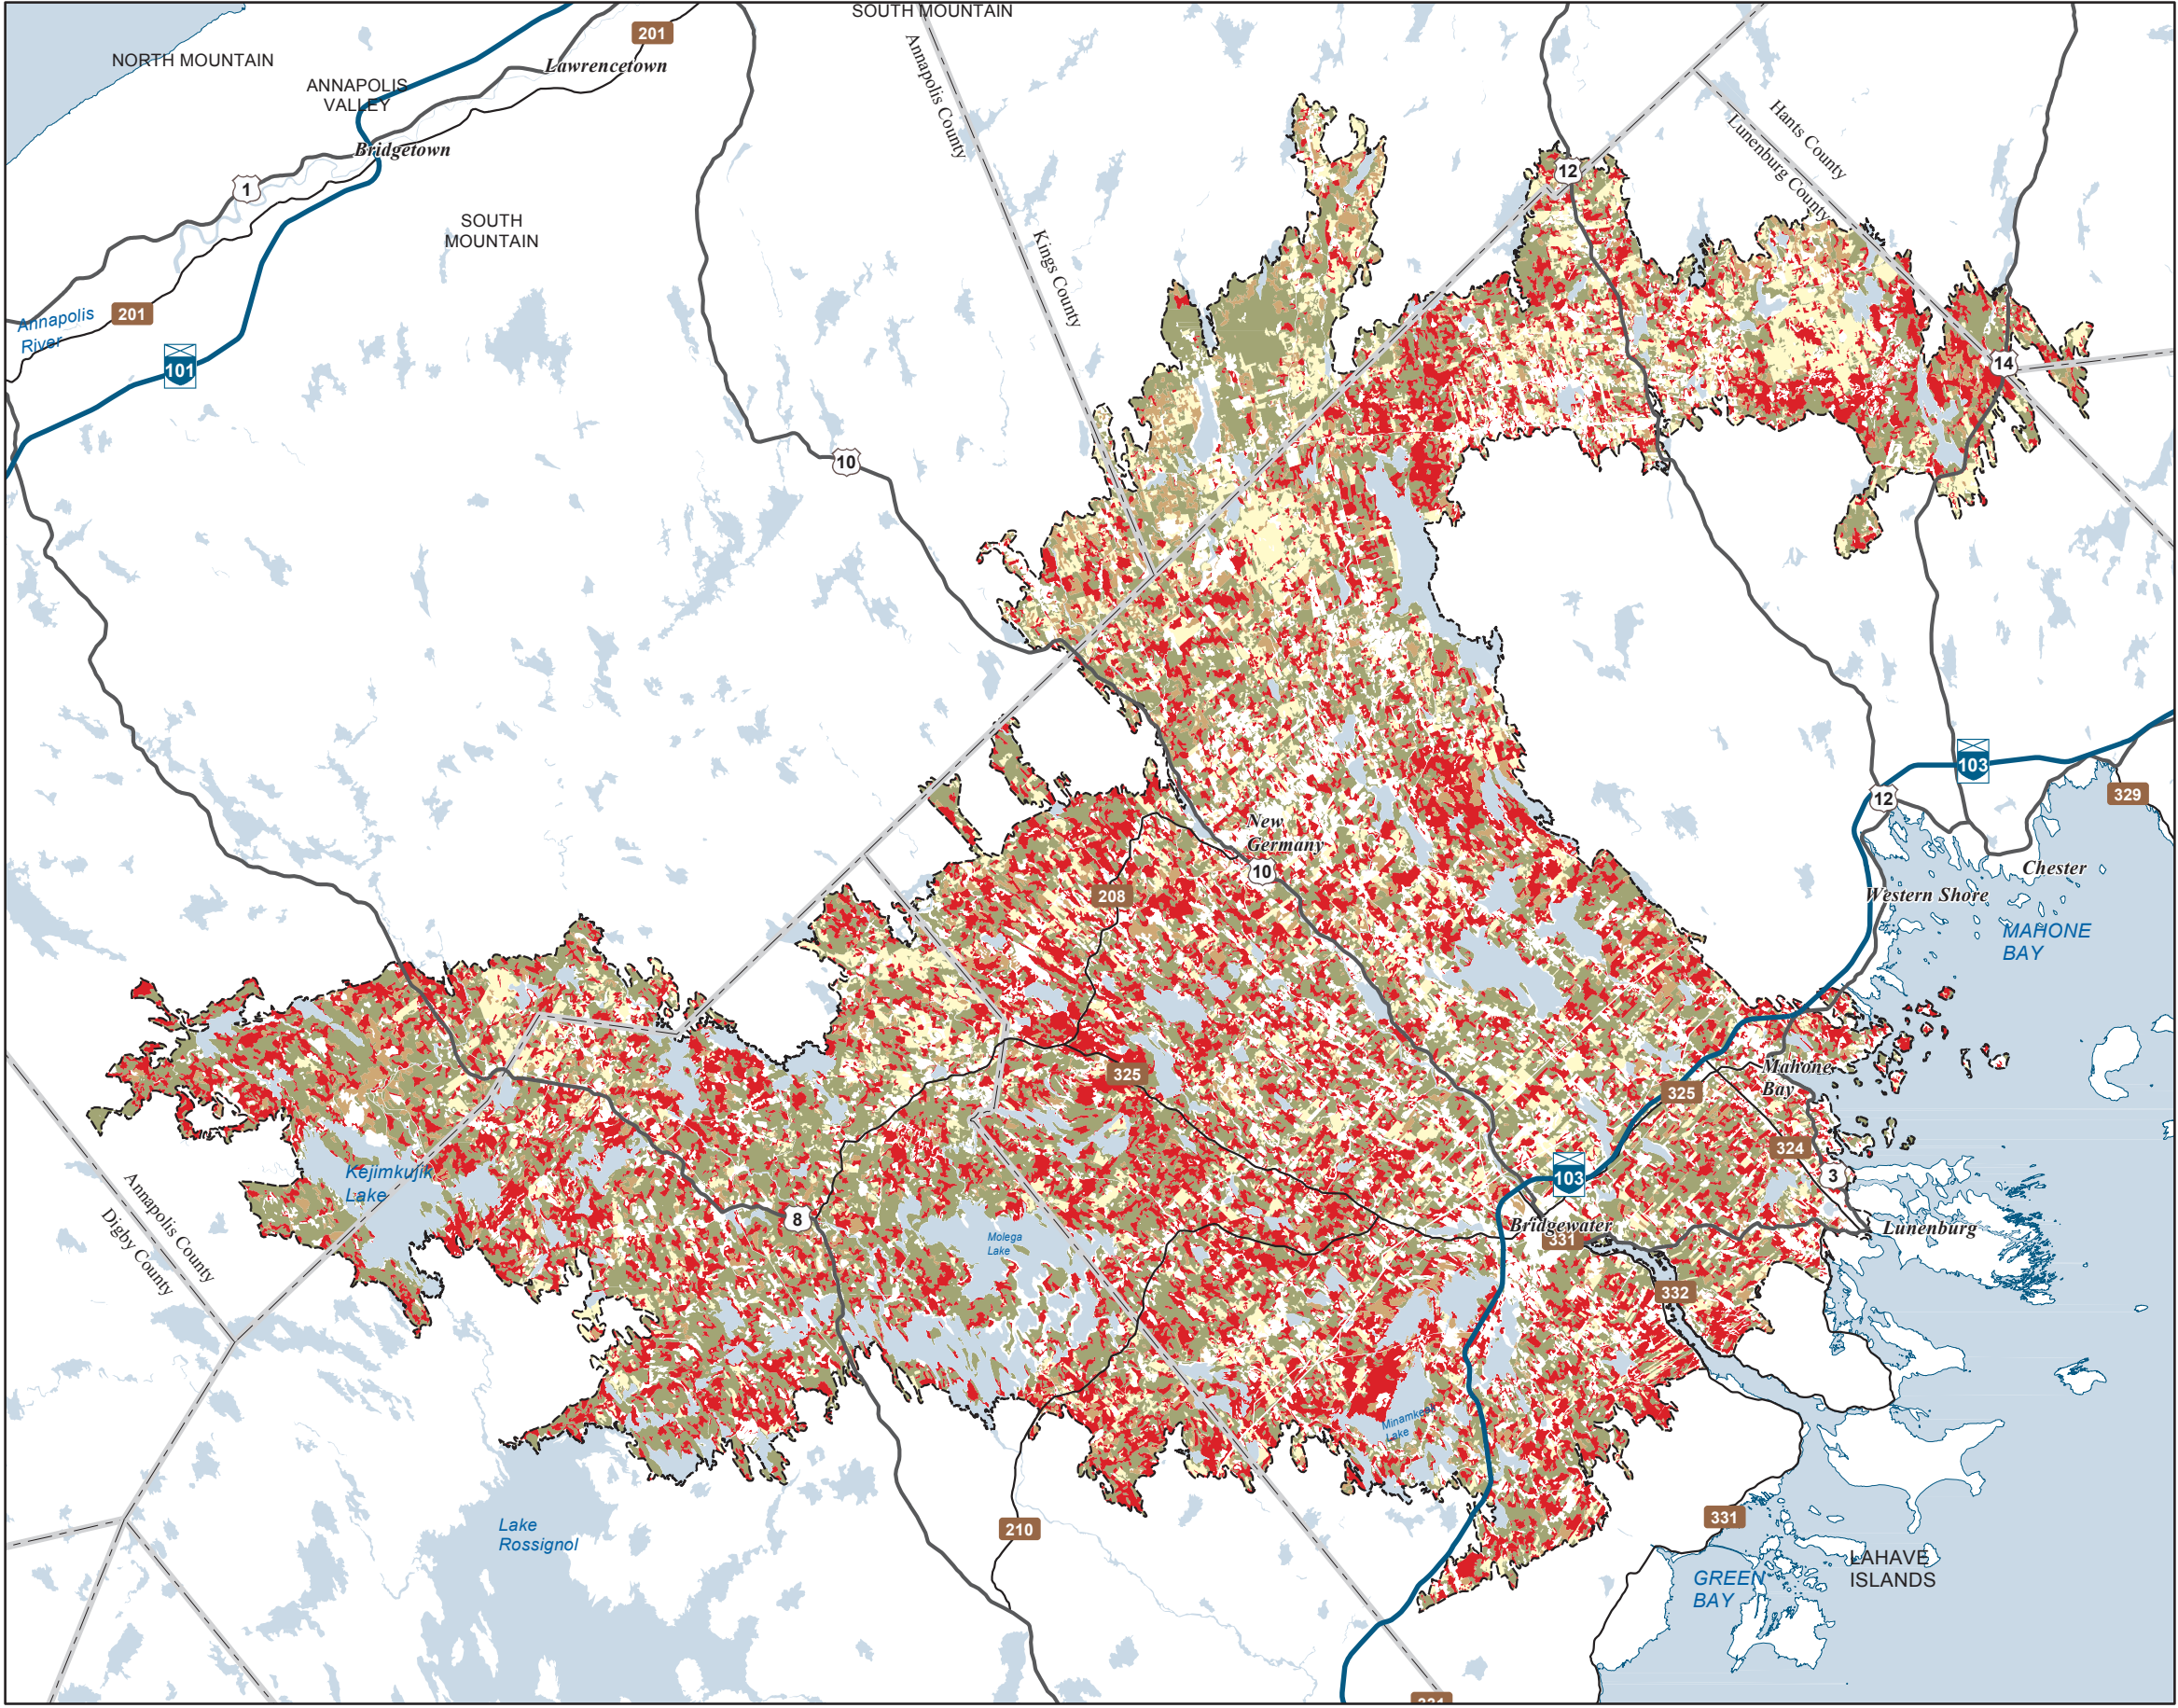 SOUTH MOUNTAIN
201
NORTH MOUNTAIN
Lawrencetown
ANNAPOLIS
VALLEY
Annapolis County
Hants County
Lunenburg County
Bridgetown
12
1
SOUTH
MOUNTAIN
Kings County
Annapolis
River
201
101
14
10
103
12
329
New
Germany
10
Chester
208
Western Shore
MAHONE
BAY
325
Mahone
Bay
325
324
3
Kejimkujik
Lake
103
8
Annapolis County
Digby County
Bridgewater
331
Lunenburg
Molega
Lake
332
Minamkeak
Lake
210
Lake
Rossignol
331
LAHAVE
ISLANDS
GREEN
BAY